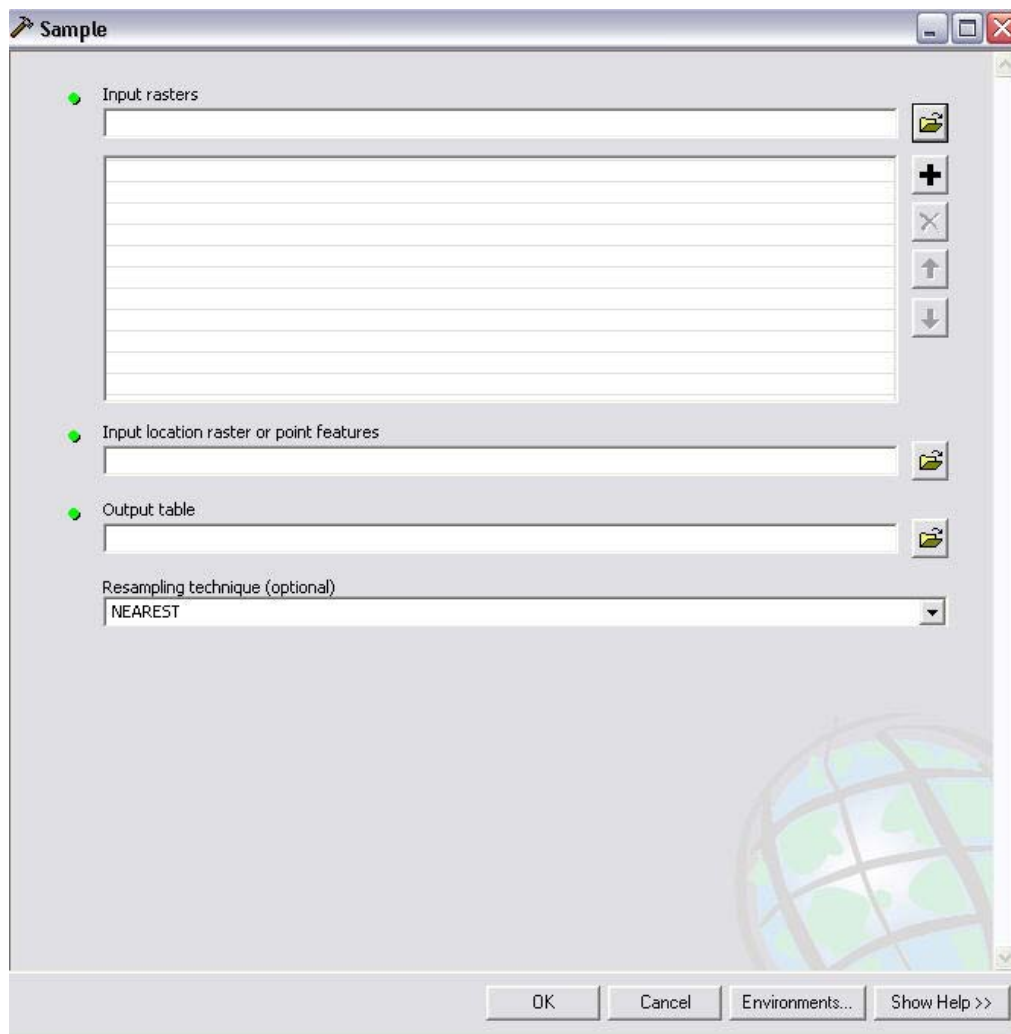 Sample
Input rasters
Input location raster or point features
Output table
Resampling technique (optional)
NEAREST
OK Cancel Environments... Show Help >>